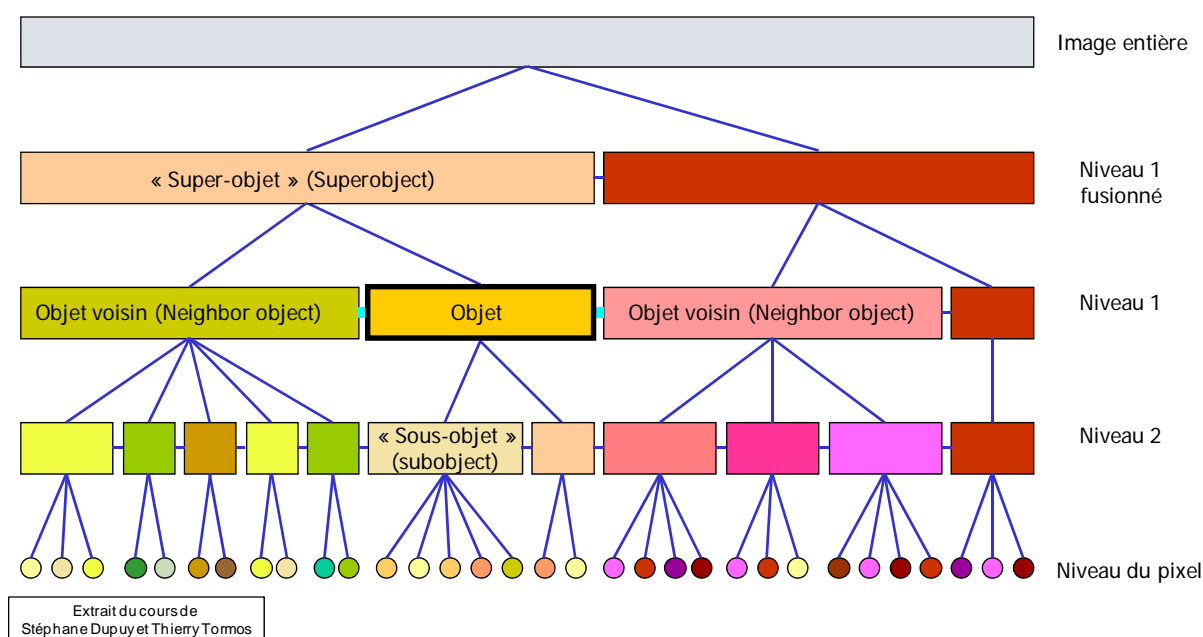 Image entière
« Super-objet » (Superobject)
Niveau 1
fusionné
Objet voisin (Neighbor object)
Objet
Objet voisin (Neighbor object)
Niveau 1
« Sous-objet »
(subobject)
Niveau 2
Niveau du pixel
Extrait du cours de
Stéphane Dupuy et Thierry Tormos